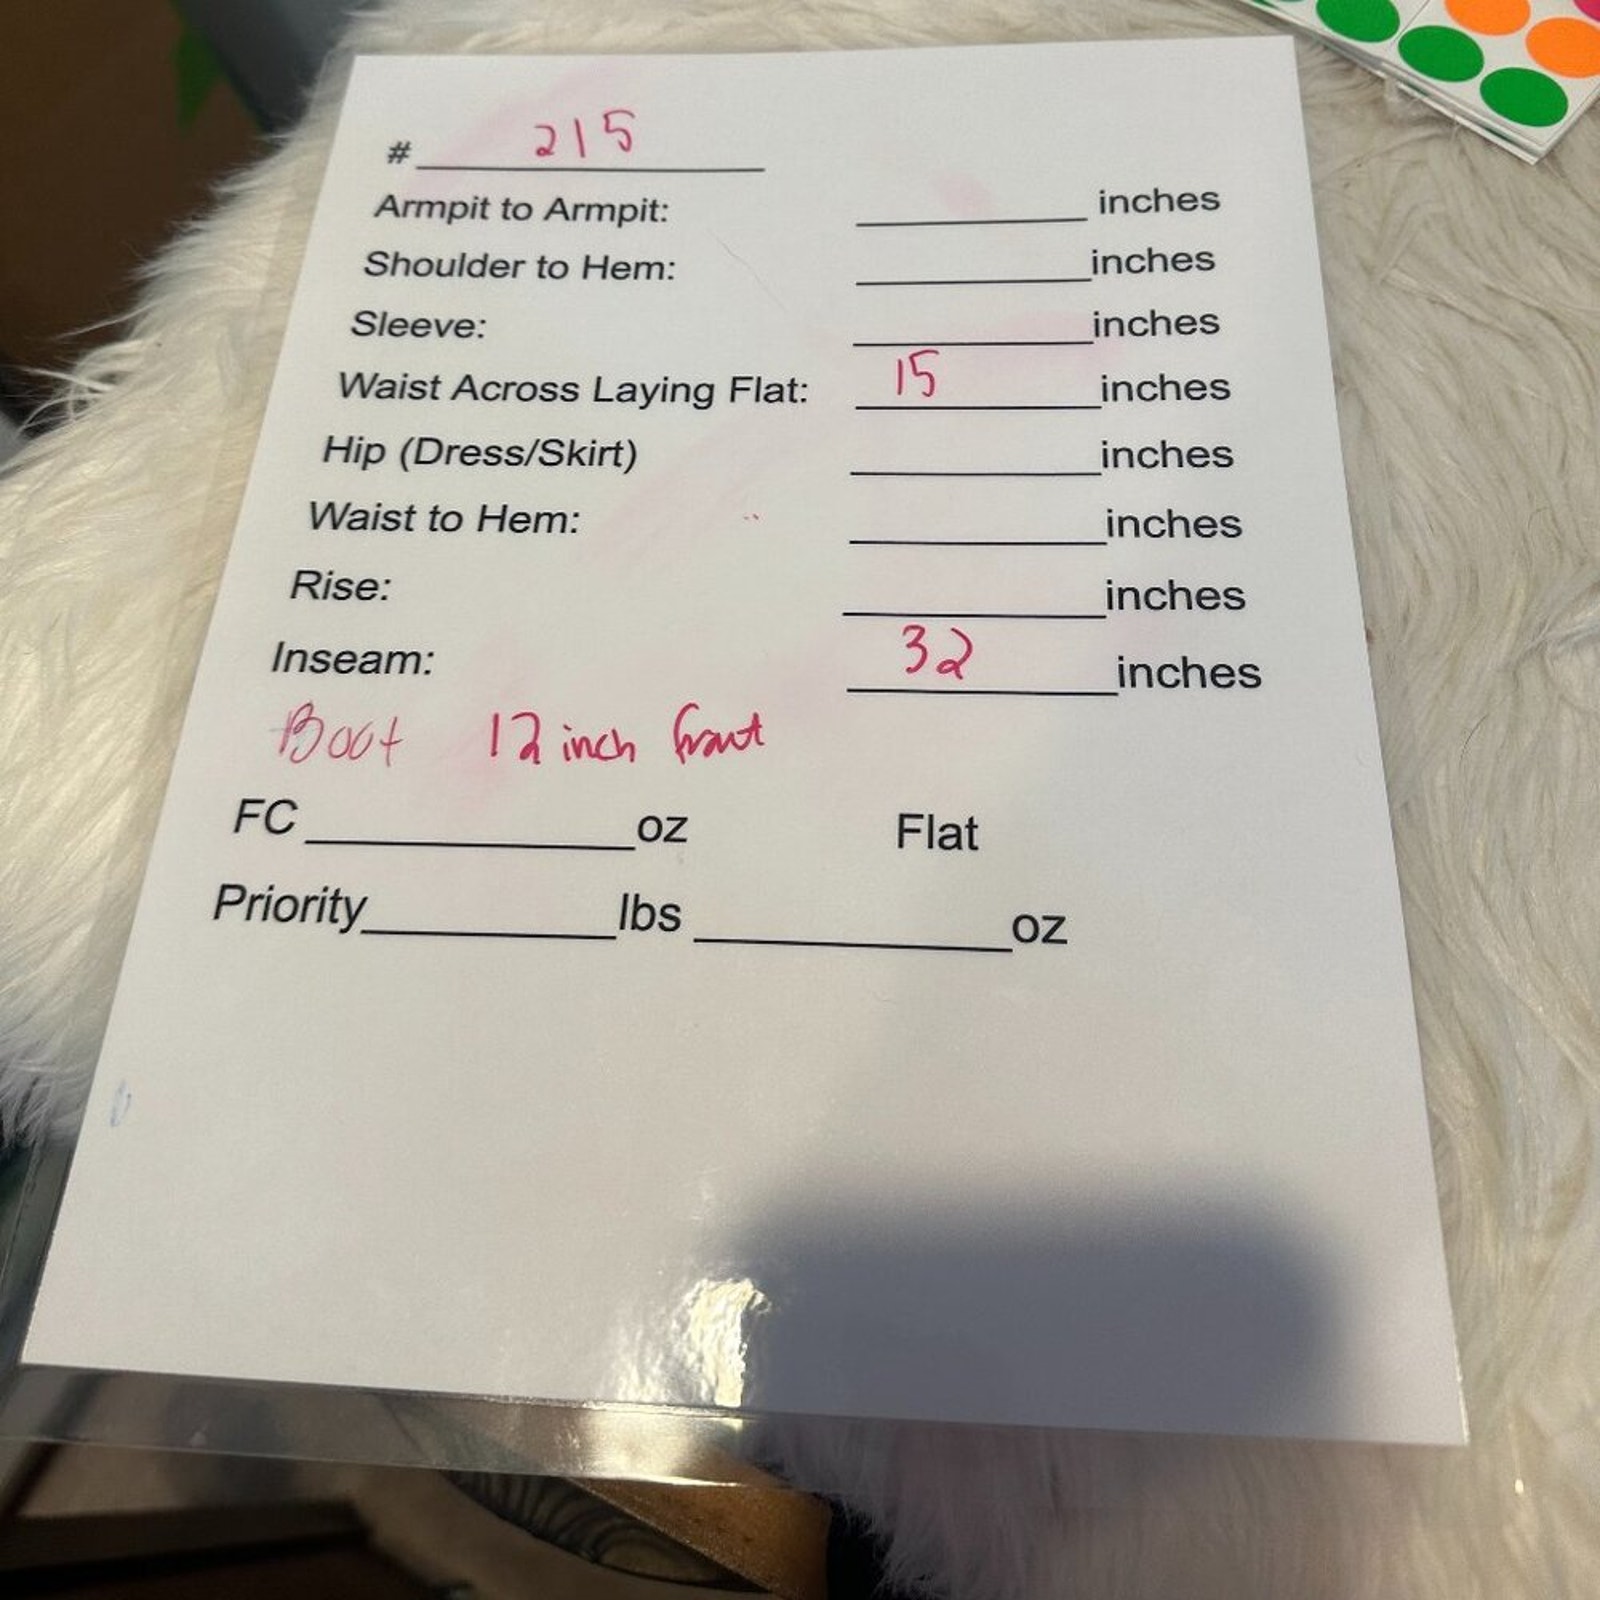 # 215
Armpit to Armpit: inches
Shoulder to Hem: inches
Sleeve: inches
Waist Across Laying Flat: 15 inches
Hip (Dress/Skirt) inches
Waist to Hem: inches
Rise: inches
Inseam: 32 inches
Boot 12 inch front
FC oz Flat
Priority lbs oz